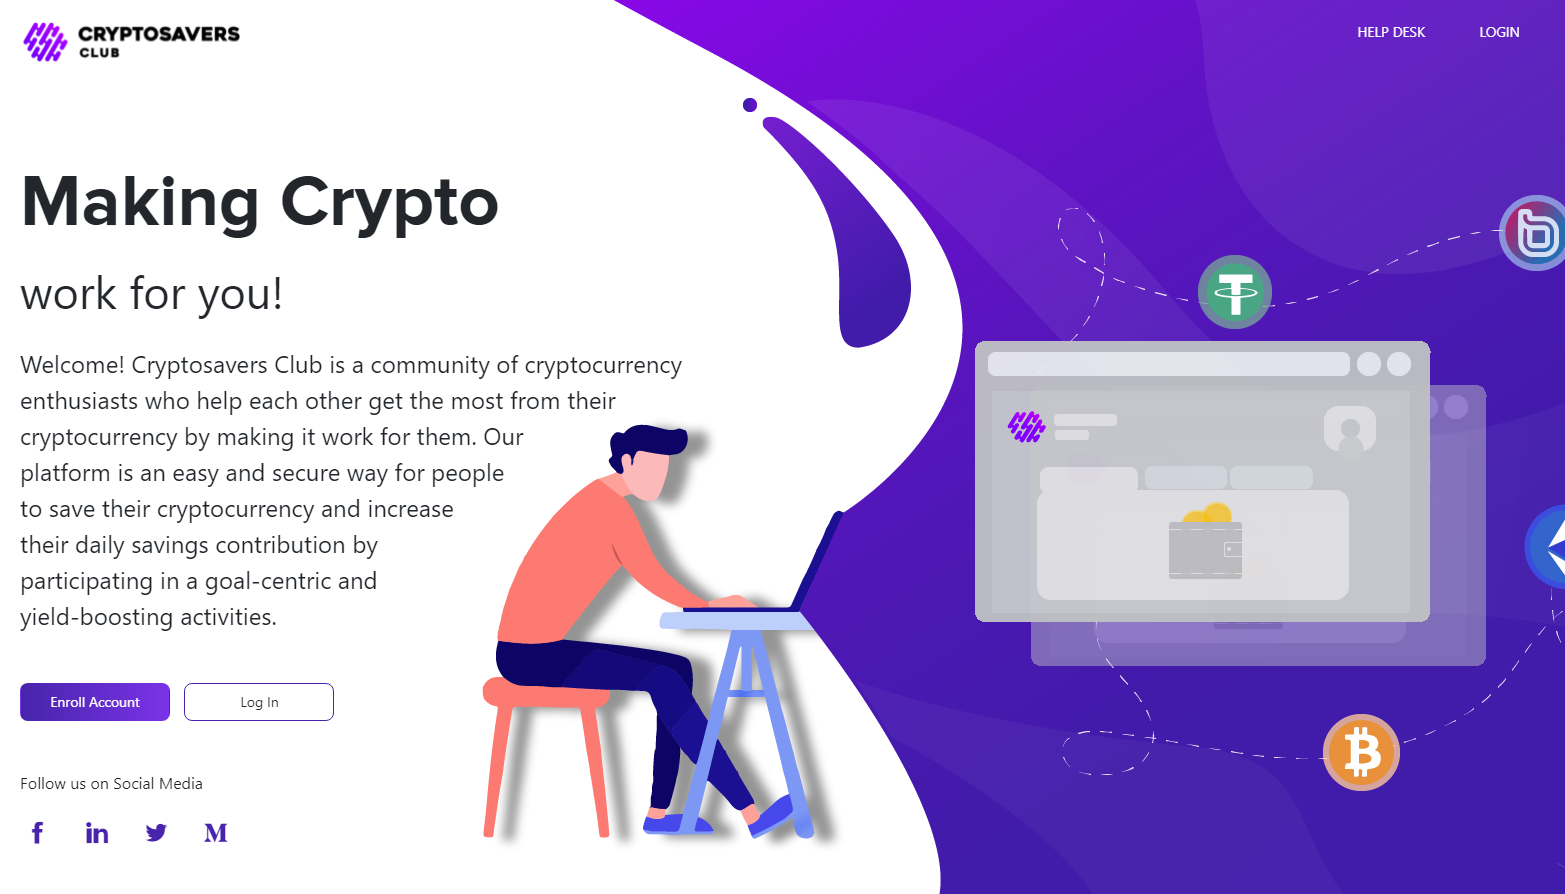 CRYPTOSAVERS
CLUB
HELP DESK
LOGIN
Making Crypto
work for you!
Welcome! Cryptosavers Club is a community of cryptocurrency
enthusiasts who help each other get the most from their
cryptocurrency by making it work for them. Our
platform is an easy and secure way for people
to save their cryptocurrency and increase
their daily savings contribution by
participating in a goal-centric and
yield-boosting activities.
Enroll Account
Log In
Follow us on Social Media